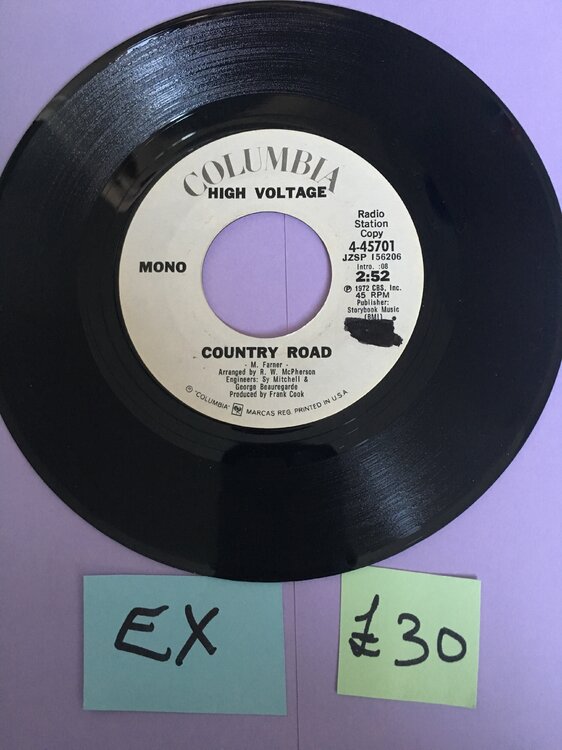 COLUMBIA
HIGH VOLTAGE
Radio
Station
Copy
4-45701
JZSP 156206
Intro. :08
2:52
℗ 1972 CBS, Inc.
45 RPM
Publisher:
Storybook Music
(BMI)
MONO
COUNTRY ROAD
- M. Farner -
Arranged by R. W. McPherson
Engineers: Sy Mitchell &
George Beauregarde
Produced by Frank Cook
© "COLUMBIA" MARCAS REG. PRINTED IN U.S.A.
EX
£30